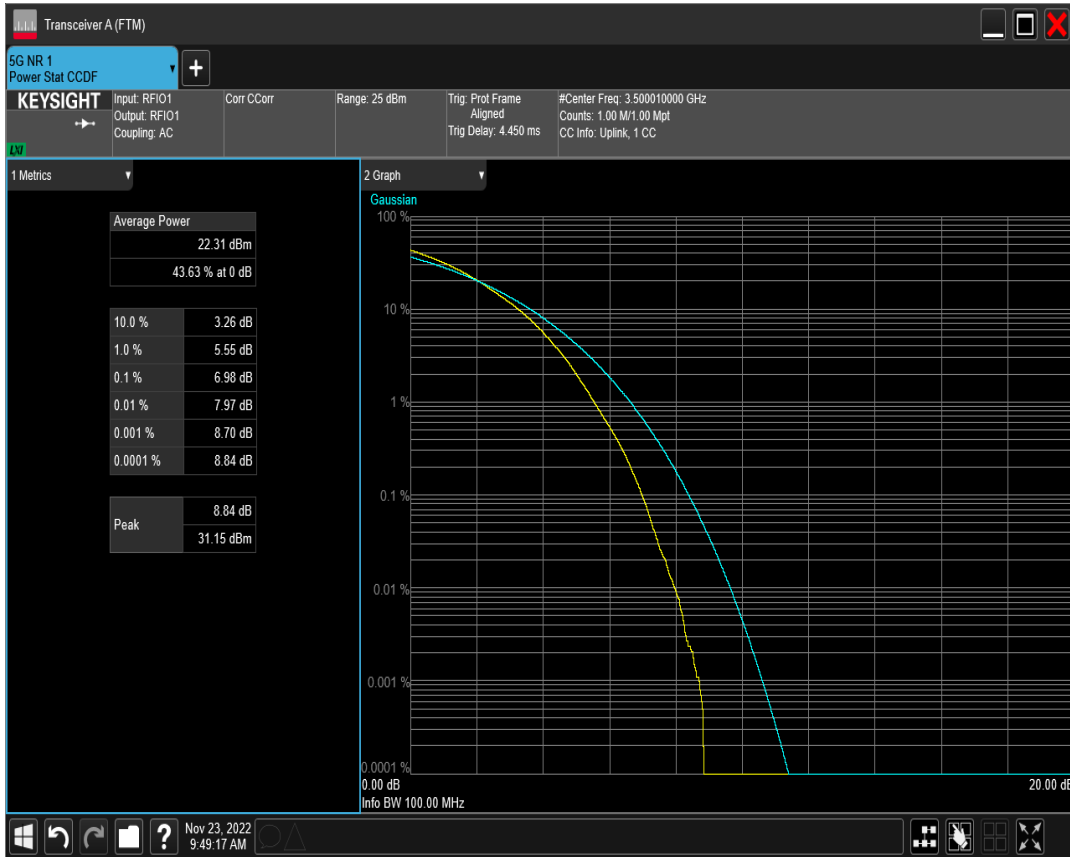 Transceiver A (FTM)
5G NR 1
Power Stat CCDF
+
KEYSIGHT
LXI
Input: RFIO1
Output: RFIO1
Coupling: AC
Corr CCorr
Range: 25 dBm
Trig: Prot Frame
Aligned
Trig Delay: 4.450 ms
#Center Freq: 3.500010000 GHz
Counts: 1.00 M/1.00 Mpt
CC Info: Uplink, 1 CC
1 Metrics
Average Power
22.31 dBm
43.63 % at 0 dB
10.0 % 3.26 dB
1.0 % 5.55 dB
0.1 % 6.98 dB
0.01 % 7.97 dB
0.001 % 8.70 dB
0.0001 % 8.84 dB
Peak
8.84 dB
31.15 dBm
2 Graph
Gaussian
100 %
10 %
1 %
0.1 %
0.01 %
0.001 %
0.0001 %
0.00 dB 20.00 dB
Info BW 100.00 MHz
?
Nov 23, 2022
9:49:17 AM